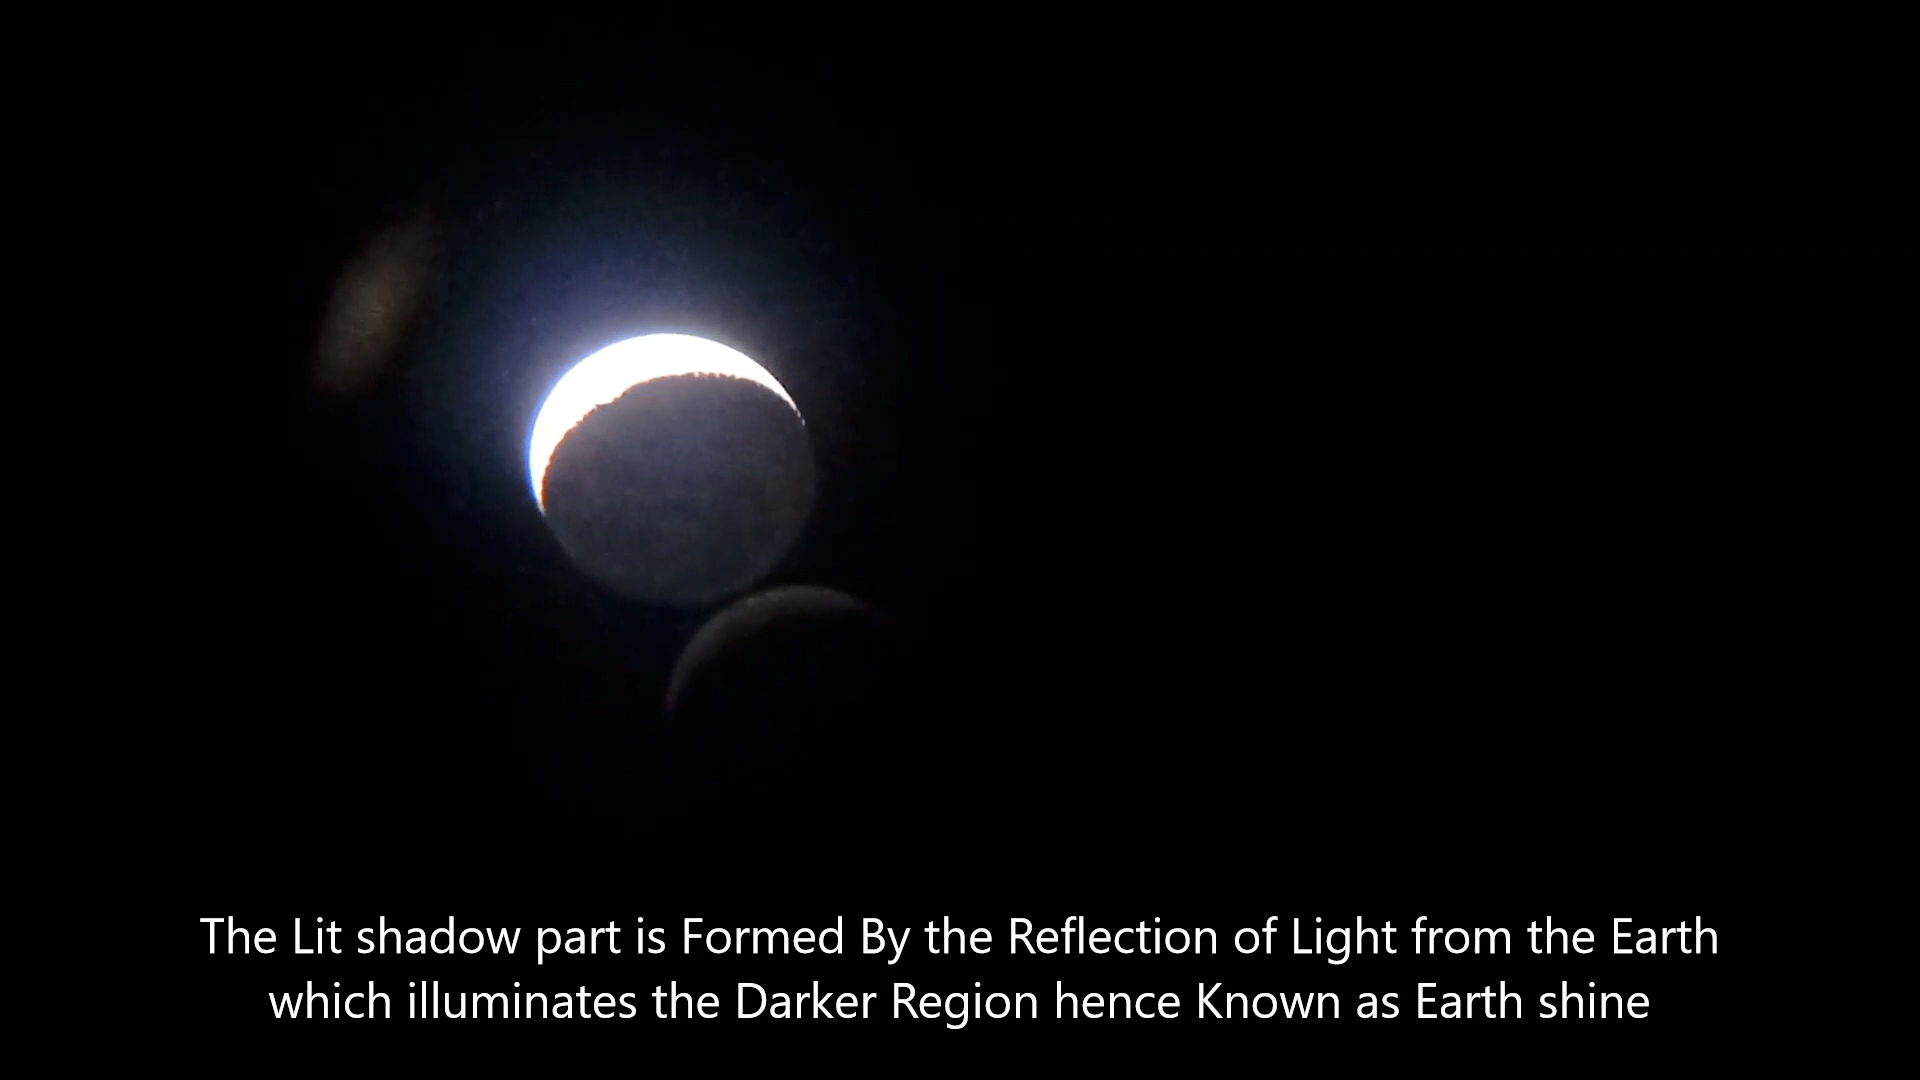 The Lit shadow part is Formed By the Reflection of Light from the Earth
which illuminates the Darker Region hence Known as Earth shine